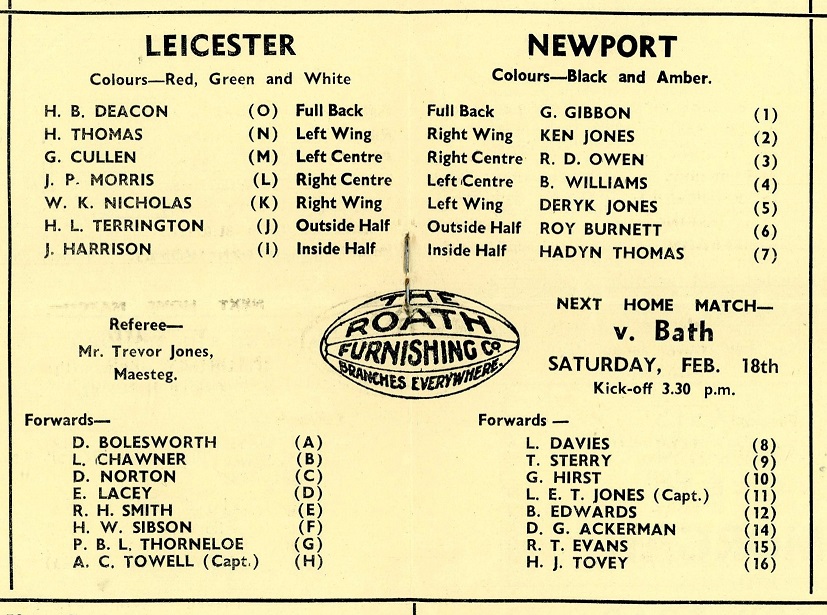 LEICESTER
Colours—Red, Green and White
H. B. DEACON (O) Full Back
H. THOMAS (N) Left Wing
G. CULLEN (M) Left Centre
J. P. MORRIS (L) Right Centre
W. K. NICHOLAS (K) Right Wing
H. L. TERRINGTON (J) Outside Half
J. HARRISON (I) Inside Half
NEWPORT
Colours—Black and Amber.
Full Back G. GIBBON (1)
Right Wing KEN JONES (2)
Right Centre R. D. OWEN (3)
Left Centre B. WILLIAMS (4)
Left Wing DERYK JONES (5)
Outside Half ROY BURNETT (6)
Inside Half HADYN THOMAS (7)
Referee—
Mr. Trevor Jones,
Maesteg.
THE
ROATH
FURNISHING Co
BRANCHES EVERYWHERE.
NEXT HOME MATCH—
v. Bath
SATURDAY, FEB. 18th
Kick-off 3.30 p.m.
Forwards—
D. BOLESWORTH (A)
L. CHAWNER (B)
D. NORTON (C)
E. LACEY (D)
R. H. SMITH (E)
H. W. SIBSON (F)
P. B. L. THORNELOE (G)
A. C. TOWELL (Capt.) (H)
Forwards —
L. DAVIES (8)
T. STERRY (9)
G. HIRST (10)
L. E. T. JONES (Capt.) (11)
B. EDWARDS (12)
D. G. ACKERMAN (14)
R. T. EVANS (15)
H. J. TOVEY (16)